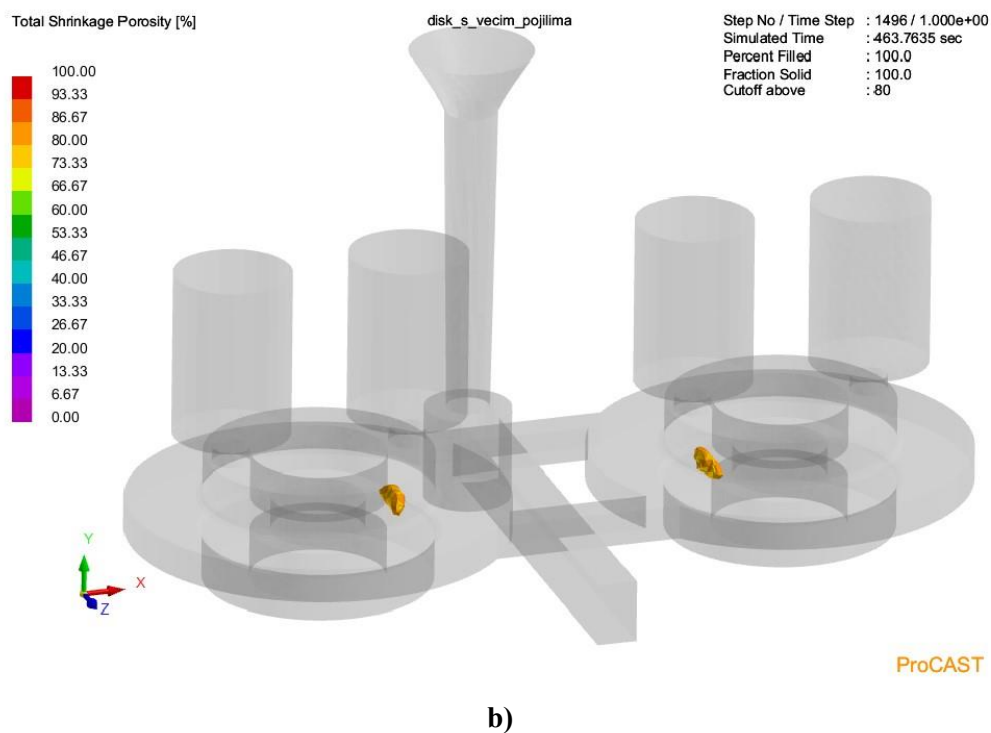 Total Shrinkage Porosity [%]
disk_s_vecim_pojilima
Step No / Time Step : 1496 / 1.000e+00
Simulated Time : 463.7635 sec
Percent Filled : 100.0
Fraction Solid : 100.0
Cutoff above : 80
100.00
93.33
86.67
80.00
73.33
66.67
60.00
53.33
46.67
40.00
33.33
26.67
20.00
13.33
6.67
0.00
Y
X
Z
ProCAST
b)